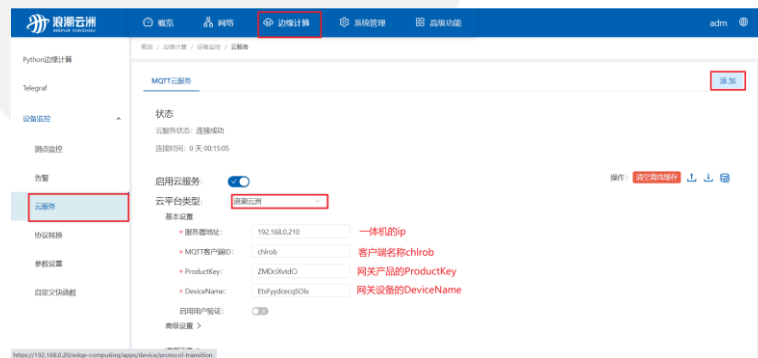 浪潮云洲
INSPUR YUNZHOU
概览 网络 边缘计算 系统管理 高级功能 adm
概览 / 边缘计算 / 设备监控 / 云服务
Python边缘计算
Telegraf
设备监控
测点监控
告警
云服务
协议转换
参数设置
自定义快函数
MQTT云服务
添加
状态
云服务状态: 连接成功
连接时间: 0 天 00:15:05
启用云服务:
操作: 清空离线缓存
云平台类型: 浪潮云洲
基本设置
* 服务器地址: 192.168.0.210 一体机的ip
* MQTT客户端ID: chlrob 客户端名称chlrob
* ProductKey: ZMDciXvtdCi 网关产品的ProductKey
* DeviceName: EtxFyydcecqSOIx 网关设备的DeviceName
启用用户验证:
高级设置 >
https://192.168.0.20/edge-computing/apps/device/protocol-transition